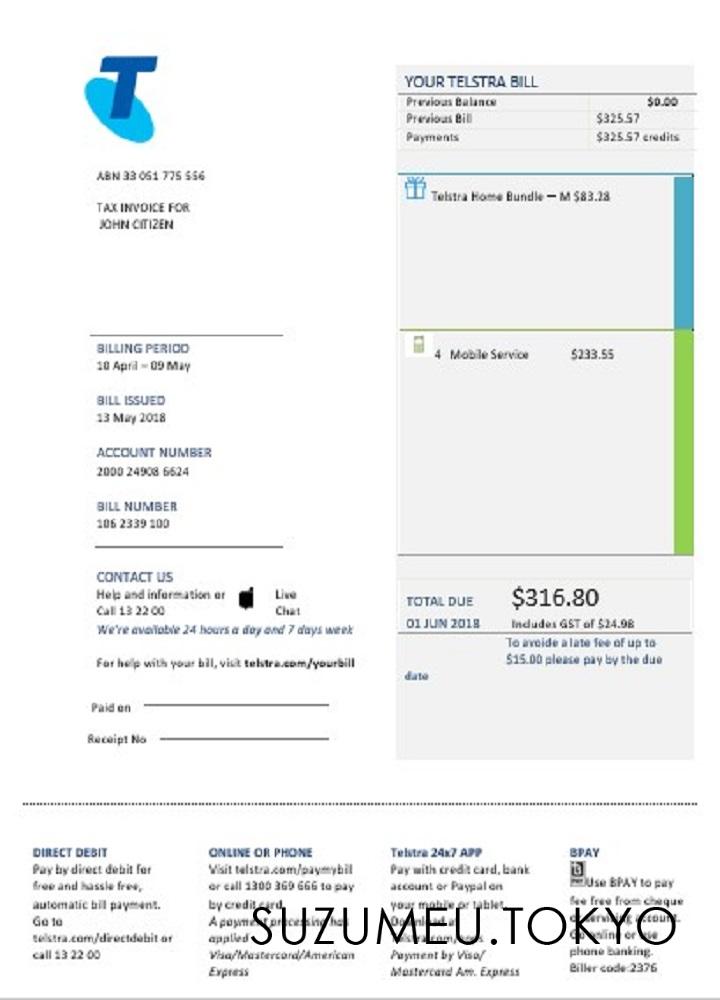 T
ABN 33 051 775 556
TAX INVOICE FOR
JOHN CITIZEN
BILLING PERIOD
10 April – 09 May
BILL ISSUED
13 May 2018
ACCOUNT NUMBER
2000 24908 6624
BILL NUMBER
106 2339 100
CONTACT US
Help and information or Live
Call 13 22 00 Chat
We're available 24 hours a day and 7 days week
For help with your bill, visit telstra.com/yourbill
Paid on
Receipt No
YOUR TELSTRA BILL
Previous Balance $0.00
Previous Bill $325.57
Payments $325.57 credits
Telstra Home Bundle — M $83.28
4 Mobile Service $233.55
TOTAL DUE $316.80
01 JUN 2018 Includes GST of $24.98
To avoide a late fee of up to
$15.00 please pay by the due
date
DIRECT DEBIT
Pay by direct debit for
free and hassle free,
automatic bill payment.
Go to
telstra.com/directdebit or
call 13 22 00
ONLINE OR PHONE
Visit telstra.com/paymybill
or call 1300 369 666 to pay
by credit card
A payment processing has
applied
Visa/Mastercard/American
Express
Telstra 24x7 APP
Pay with credit card, bank
account or Paypal on
your mobile or tablet
Download at
Payment by Visa/
Mastercard Am. Express
BPAY
Use BPAY to pay
fee free from cheque
or account.
Go online or use
phone banking.
Biller code:2376
SUZUMEU.TOKYO